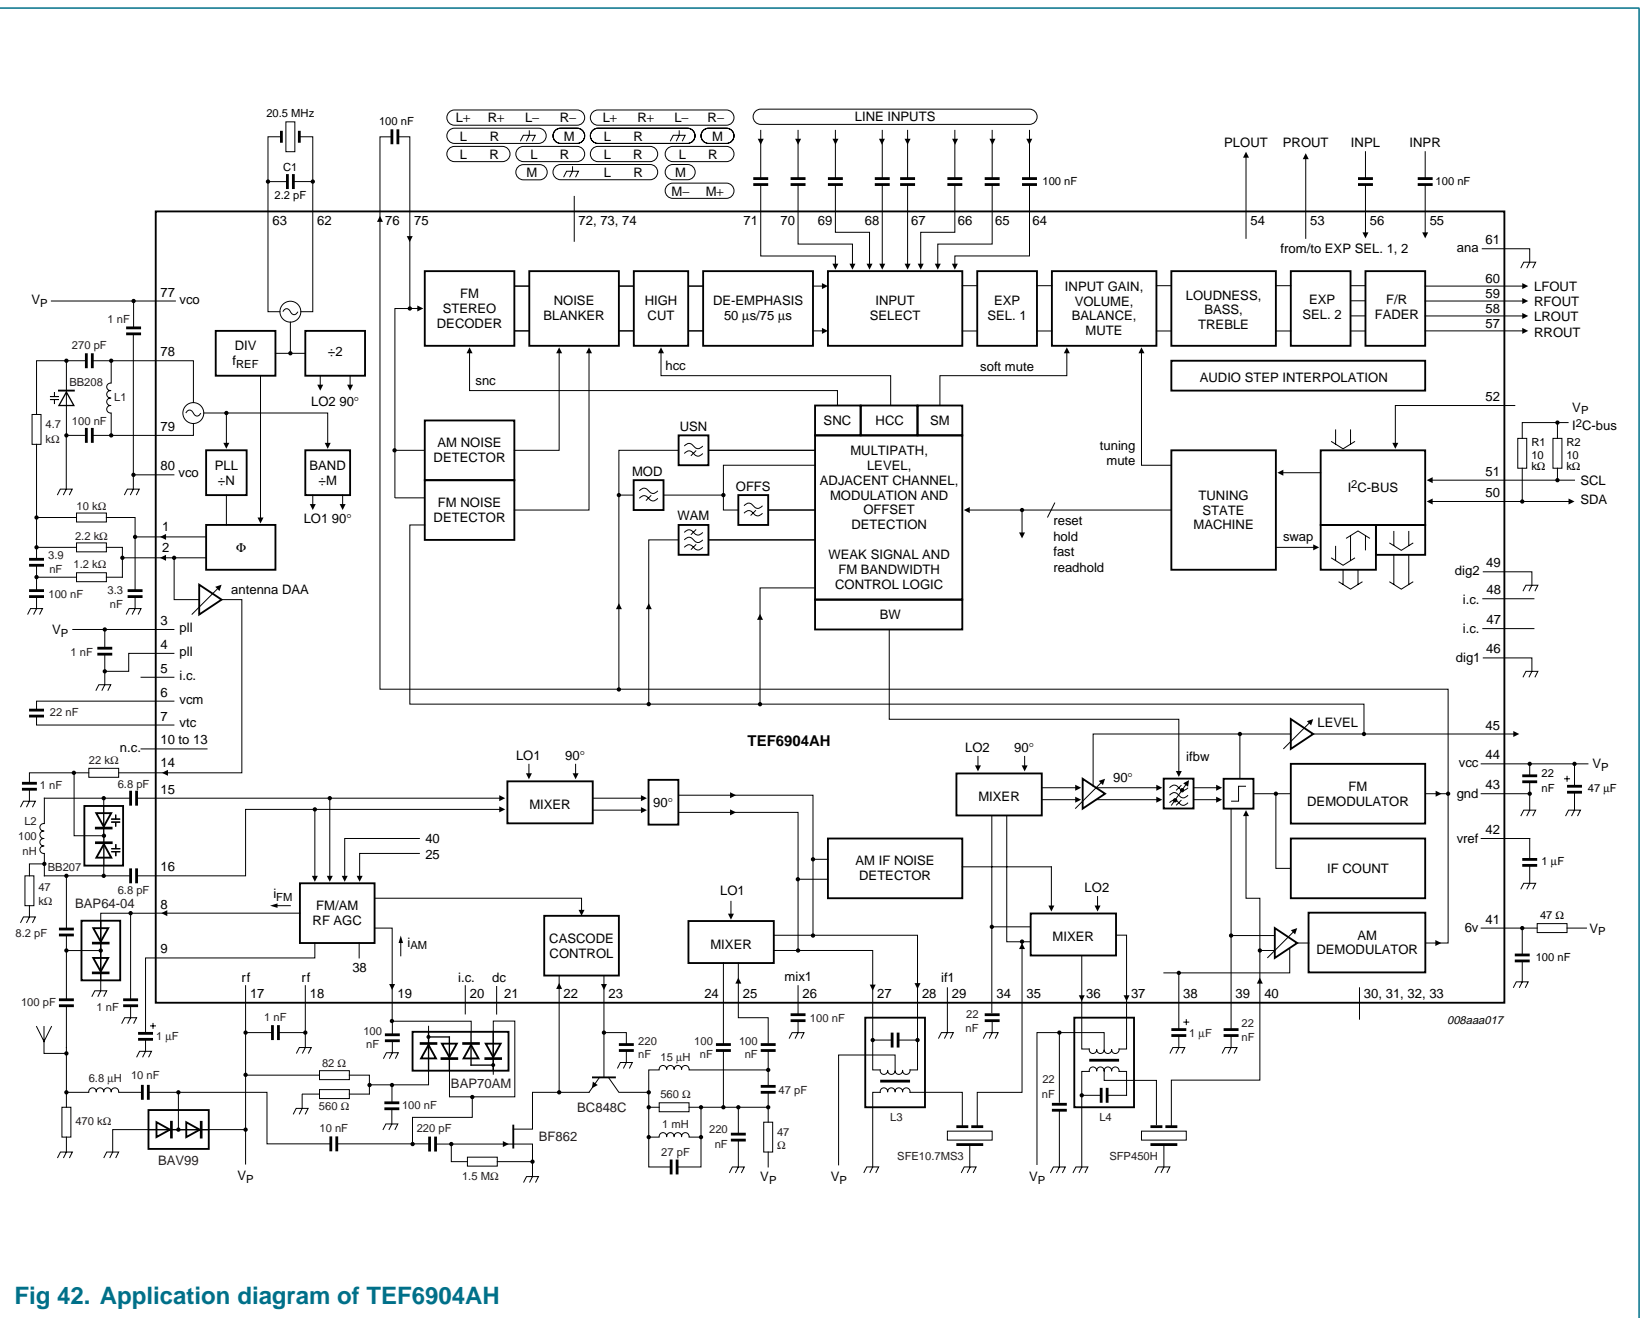 20.5 MHz
C1
2.2 pF
100 nF
L+ R+ L− R− L+ R+ L− R−
L R M L R M
L R L R L R L R
M L R M
M− M+
LINE INPUTS
100 nF
PLOUT PROUT INPL INPR
100 nF
63 62 76 75 72, 73, 74 71 70 69 68 67 66 65 64 54 53 56 55
from/to EXP SEL. 1, 2
ana 61
VP 77 vco
1 nF
FM STEREO DECODER
NOISE BLANKER
HIGH CUT
DE-EMPHASIS 50 µs/75 µs
INPUT SELECT
EXP SEL. 1
INPUT GAIN, VOLUME, BALANCE, MUTE
LOUDNESS, BASS, TREBLE
EXP SEL. 2
F/R FADER
60 LFOUT
59 RFOUT
58 LROUT
57 RROUT
DIV fREF
÷2
LO2 90°
270 pF 78
BB208
L1
100 nF
79
4.7 kΩ
80 vco
snc
hcc
soft mute
AUDIO STEP INTERPOLATION
SNC HCC SM
MULTIPATH, LEVEL, ADJACENT CHANNEL, MODULATION AND OFFSET DETECTION
WEAK SIGNAL AND FM BANDWIDTH CONTROL LOGIC
BW
USN
MOD
OFFS
WAM
AM NOISE DETECTOR
FM NOISE DETECTOR
PLL ÷N
BAND ÷M
LO1 90°
Φ
tuning mute
TUNING STATE MACHINE
I2C-BUS
reset
hold
fast
readhold
swap
52 VP
I2C-bus
R1 10 kΩ
R2 10 kΩ
51 SCL
50 SDA
10 kΩ 1
2.2 kΩ 2
1.2 kΩ
3.9 nF
100 nF
3.3 nF
antenna DAA
VP 3 pll
1 nF 4 pll
5 i.c.
6 vcm
22 nF
7 vtc
n.c. 10 to 13
dig2 49
i.c. 48
i.c. 47
dig1 46
TEF6904AH
22 kΩ 14
1 nF
6.8 pF 15
L2 100 nH
BB207
16
6.8 pF
47 kΩ
BAP64-04
8.2 pF
8
9
100 pF
1 nF
+ 1 µF
LO1 90°
MIXER
90°
40
25
iFM
FM/AM RF AGC
iAM
38
CASCODE CONTROL
LO1
MIXER
AM IF NOISE DETECTOR
LO2 90°
MIXER
90°
ifbw
LEVEL
45
FM DEMODULATOR
IF COUNT
AM DEMODULATOR
LO2
MIXER
vcc 44 VP
gnd 43
22 nF
+ 47 µF
vref 42
1 µF
6v 41 47 Ω VP
100 nF
rf rf i.c. dc mix1 if1
17 18 19 20 21 22 23 24 25 26 27 28 29 34 35 36 37 38 39 40 30, 31, 32, 33
008aaa017
1 nF
100 nF
BAP70AM
220 nF
15 µH
100 nF
100 nF
100 nF
22 nF
+ 1 µF
22 nF
6.8 µH 10 nF
470 kΩ
BAV99
VP
82 Ω
560 Ω
100 nF
10 nF
220 pF
1.5 MΩ
BF862
BC848C
560 Ω
1 mH
27 pF
47 pF
220 nF
47 Ω
VP
VP
L3
SFE10.7MS3
22 nF
VP
L4
SFP450H
Fig 42. Application diagram of TEF6904AH